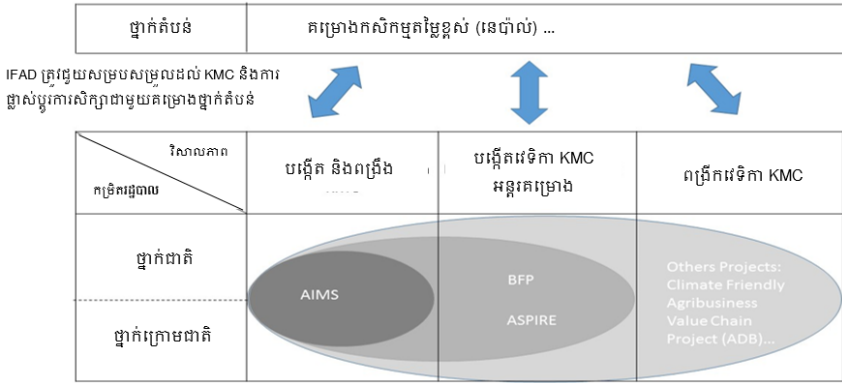 ថ្នាក់តំបន់
គម្រោងកសិកម្មតម្លៃខ្ពស់ (នេប៉ាល់) ...
IFAD ត្រូវជួយសម្របសម្រួលដល់ KMC និងការ
ផ្លាស់ប្តូរការសិក្សាជាមួយគម្រោងថ្នាក់តំបន់
វិសាលភាព
កម្រិតរដ្ឋបាល
បង្កើត និងពង្រឹង
បង្កើតវេទិកា KMC
អន្តរគម្រោង
ពង្រីកវេទិកា KMC
ថ្នាក់ជាតិ
ថ្នាក់ក្រោមជាតិ
AIMS
BFP
ASPIRE
Others Projects:
Climate Friendly
Agribusiness
Value Chain
Project (ADB)...